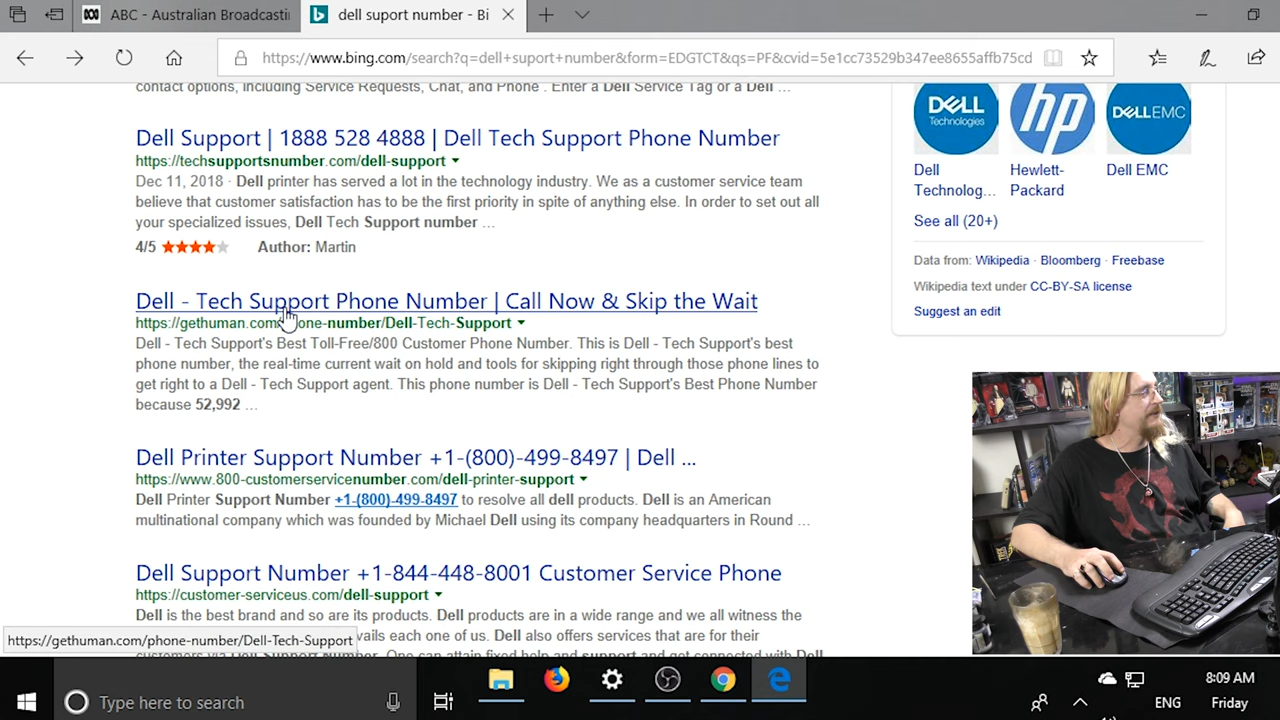 ABC - Australian Broadcasti
dell suport number - Bi
https://www.bing.com/search?q=dell+suport+number&form=EDGTCT&qs=PF&cvid=5e1cc73529b347ee8655affb75cd
contact options, including Service Requests, Chat, and Phone . Enter a Dell Service Tag or a Dell ...
Dell Support | 1888 528 4888 | Dell Tech Support Phone Number
https://techsupportsnumber.com/dell-support
Dec 11, 2018 · Dell printer has served a lot in the technology industry. We as a customer service team
believe that customer satisfaction has to be the first priority in spite of anything else. In order to set out all
your specialized issues, Dell Tech Support number ...
4/5 Author: Martin
Dell - Tech Support Phone Number | Call Now & Skip the Wait
https://gethuman.com/phone-number/Dell-Tech-Support
Dell - Tech Support's Best Toll-Free/800 Customer Phone Number. This is Dell - Tech Support's best
phone number, the real-time current wait on hold and tools for skipping right through those phone lines to
get right to a Dell - Tech Support agent. This phone number is Dell - Tech Support's Best Phone Number
because 52,992 ...
Dell Printer Support Number +1-(800)-499-8497 | Dell ...
https://www.800-customerservicenumber.com/dell-printer-support
Dell Printer Support Number +1-(800)-499-8497 to resolve all dell products. Dell is an American
multinational company which was founded by Michael Dell using its company headquarters in Round ...
Dell Support Number +1-844-448-8001 Customer Service Phone
https://customer-serviceus.com/dell-support
Dell is the best brand and so are its products. Dell products are in a wide range and we all witness the
vails each one of us. Dell also offers services that are for their
customers via Dell Support Number. One can attain fixed help and support and get connected with Dell
https://gethuman.com/phone-number/Dell-Tech-Support
DELL
Technologies
hp
DELL EMC
Dell
Technolog...
Hewlett-
Packard
Dell EMC
See all (20+)
Data from: Wikipedia · Bloomberg · Freebase
Wikipedia text under CC-BY-SA license
Suggest an edit
Type here to search
ENG
8:09 AM
Friday